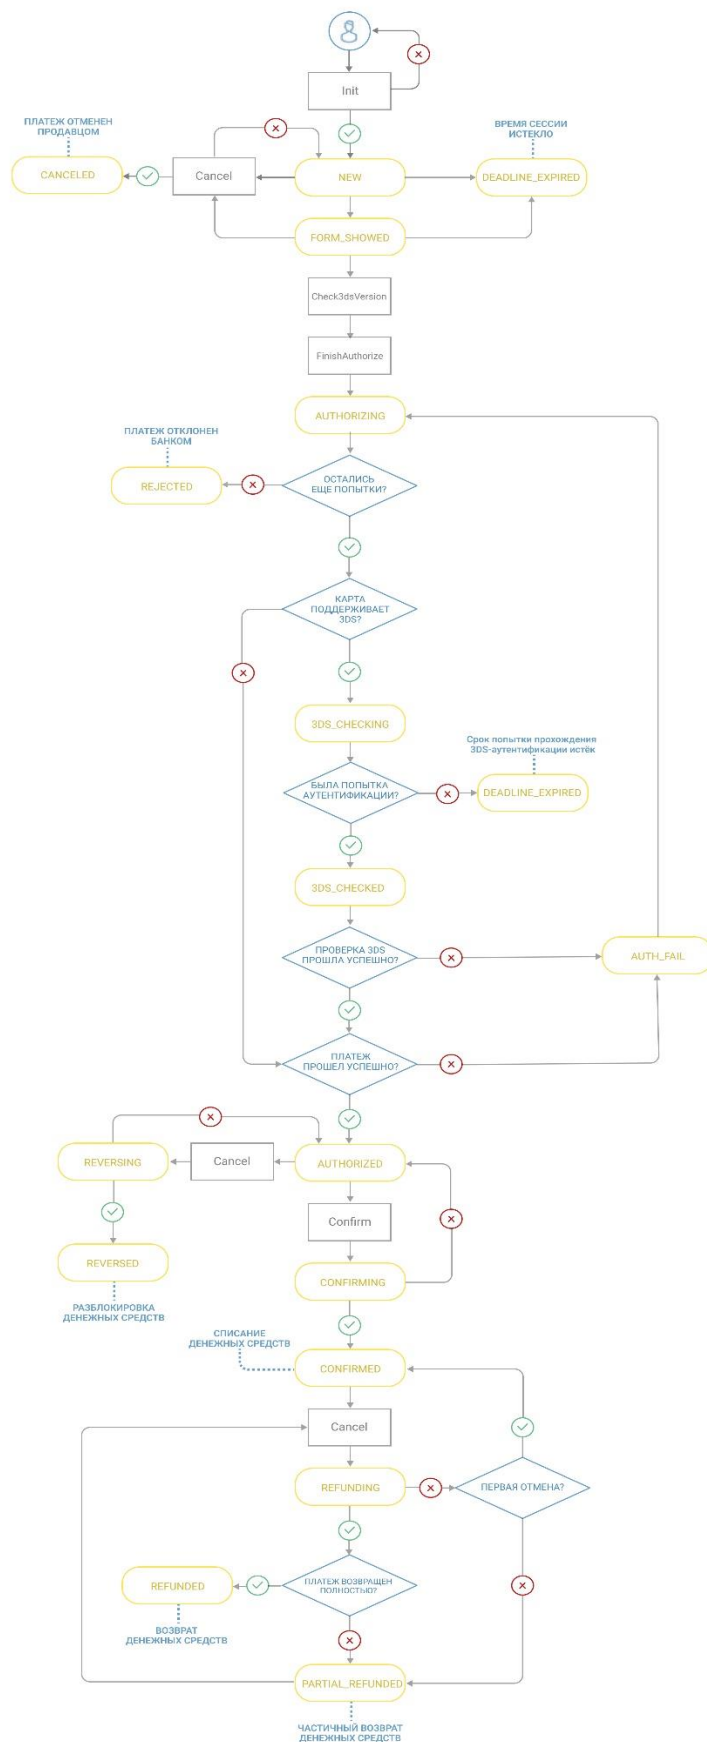 Init
ПЛАТЕЖ ОТМЕНЕН
ПРОДАВЦОМ
ВРЕМЯ СЕССИИ
ИСТЕКЛО
CANCELED
Cancel
NEW
DEADLINE_EXPIRED
FORM_SHOWED
Check3dsVersion
FinishAuthorize
AUTHORIZING
ПЛАТЕЖ ОТКЛОНЕН
БАНКОМ
REJECTED
ОСТАЛИСЬ
ЕЩЕ ПОПЫТКИ?
КАРТА
ПОДДЕРЖИВАЕТ
3DS?
3DS_CHECKING
Срок попытки прохождения
3DS-аутентификации истёк
БЫЛА ПОПЫТКА
АУТЕНТИФИКАЦИИ?
DEADLINE_EXPIRED
3DS_CHECKED
ПРОВЕРКА 3DS
ПРОШЛА УСПЕШНО?
AUTH_FAIL
ПЛАТЕЖ
ПРОШЕЛ УСПЕШНО?
REVERSING
Cancel
AUTHORIZED
Confirm
REVERSED
CONFIRMING
РАЗБЛОКИРОВКА
ДЕНЕЖНЫХ СРЕДСТВ
СПИСАНИЕ
ДЕНЕЖНЫХ СРЕДСТВ
CONFIRMED
Cancel
REFUNDING
ПЕРВАЯ ОТМЕНА?
REFUNDED
ПЛАТЕЖ ВОЗВРАЩЕН
ПОЛНОСТЬЮ?
ВОЗВРАТ
ДЕНЕЖНЫХ СРЕДСТВ
PARTIAL_REFUNDED
ЧАСТИЧНЫЙ ВОЗВРАТ
ДЕНЕЖНЫХ СРЕДСТВ